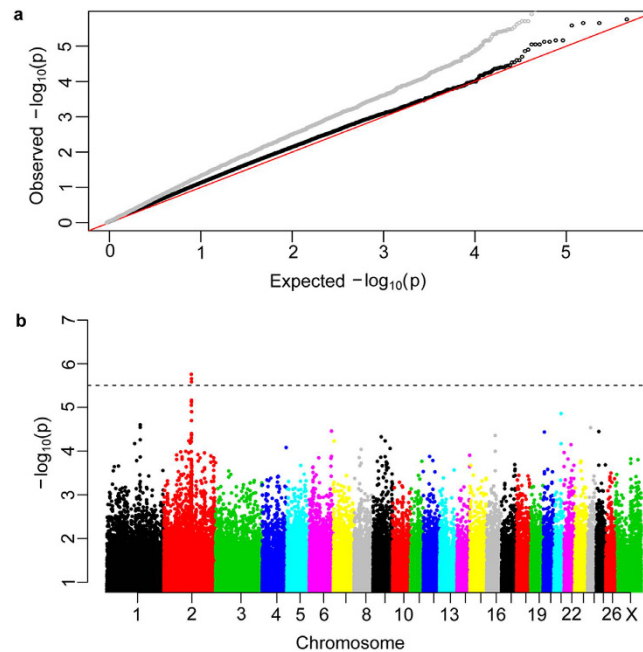 a
Observed −log10(p)
5
4
3
2
1
0
0 1 2 3 4 5
Expected −log10(p)
b
−log10(p)
7
6
5
4
3
2
1
1 2 3 4 5 6 8 10 13 16 19 22 26 X
Chromosome